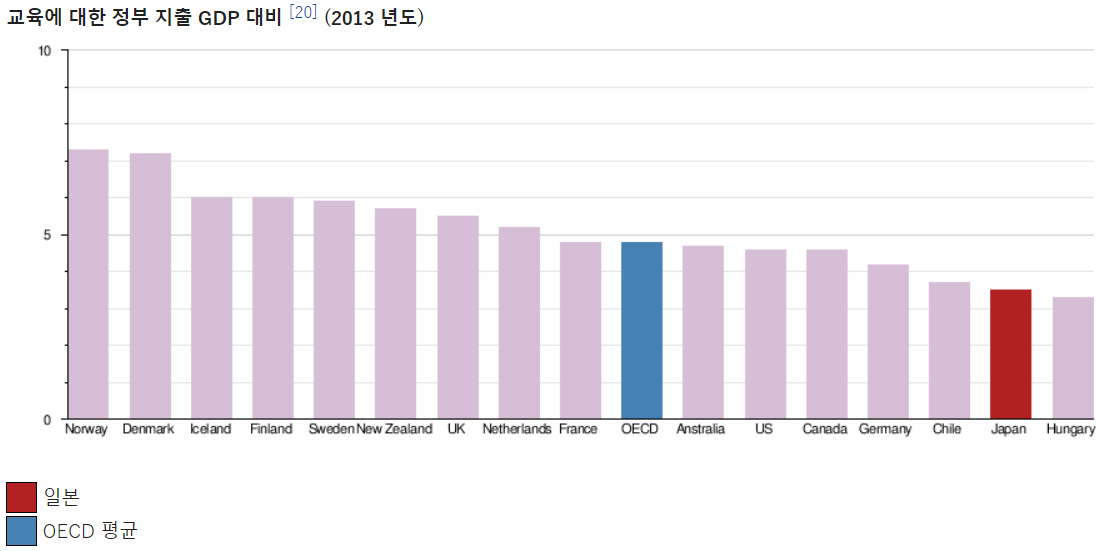 교육에 대한 정부 지출 GDP 대비 [20] (2013 년도)
10
5
0
Norway Denmark Iceland Finland Sweden New Zealand UK Netherlands France OECD Anstralia US Canada Germany Chile Japan Hungary
일본
OECD 평균